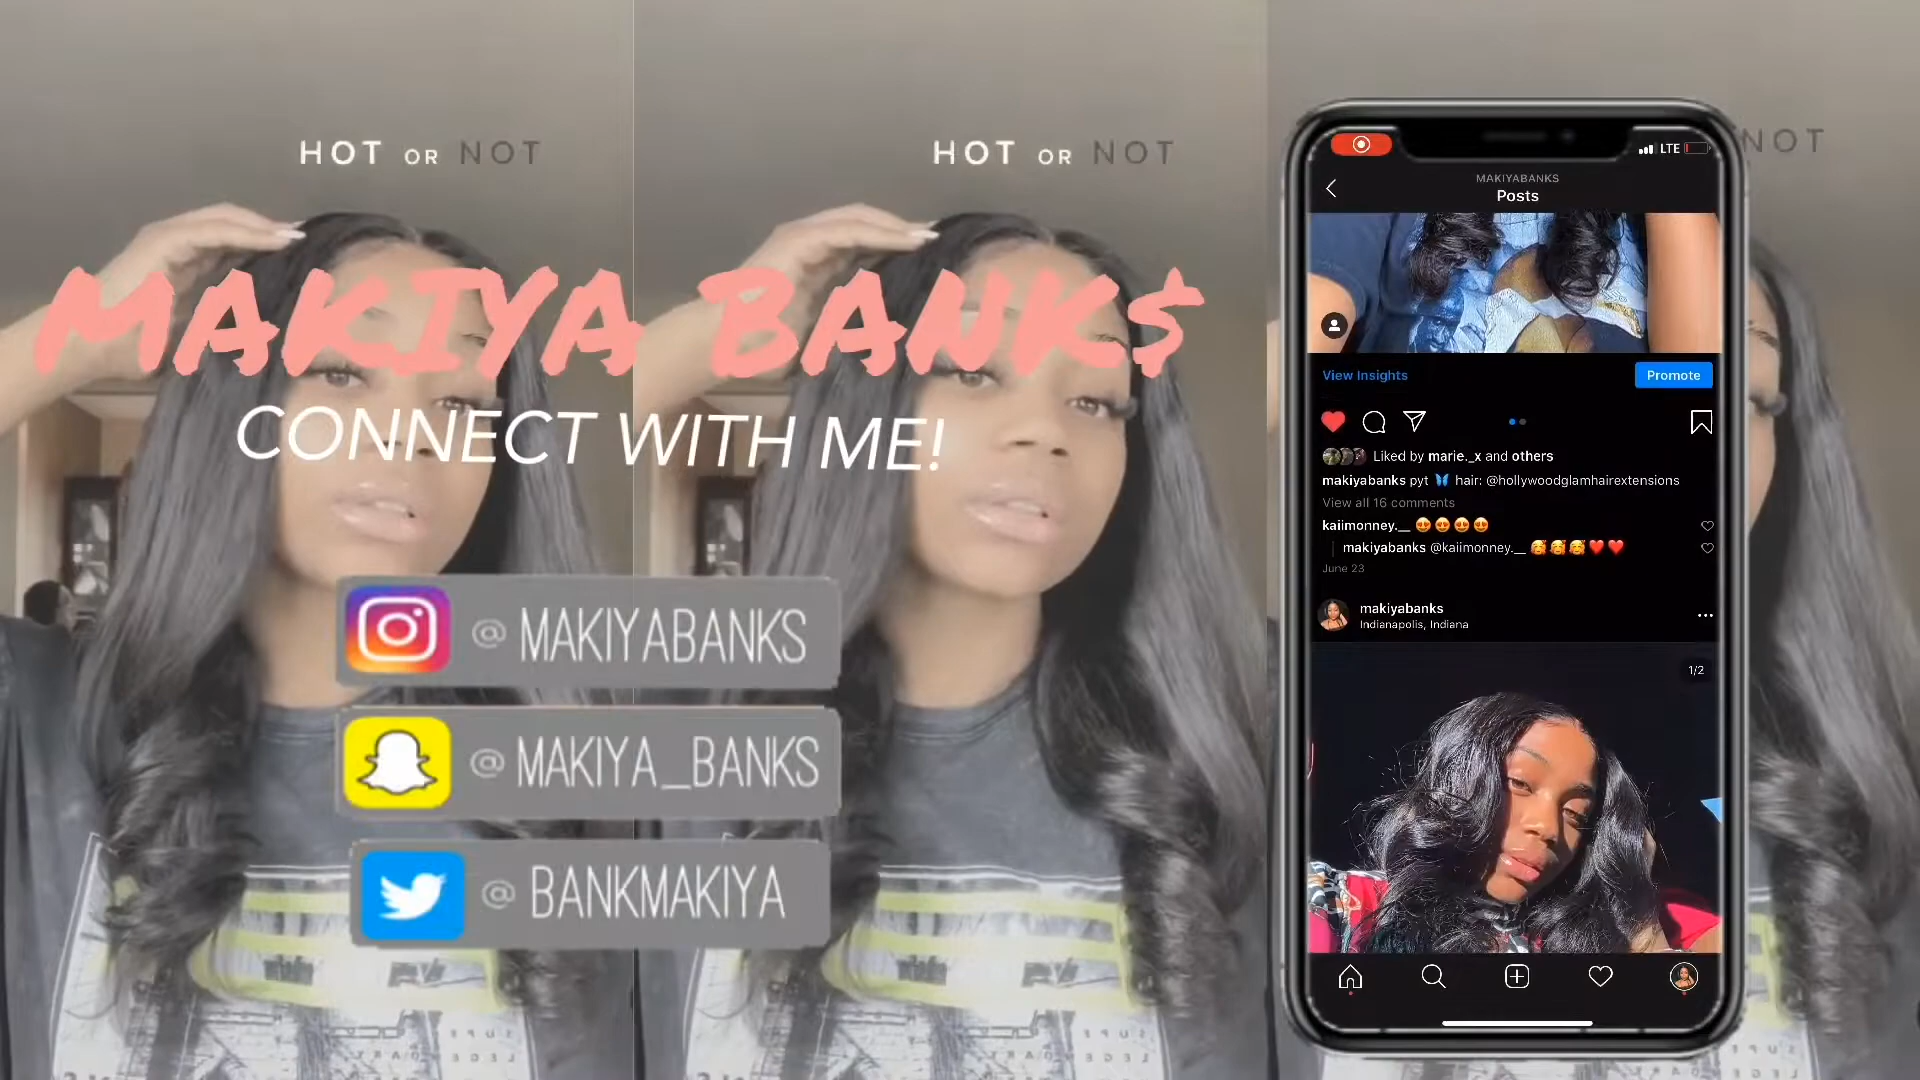 HOT OR NOT
HOT OR NOT
NOT
MAKIYA BANK$
CONNECT WITH ME!
@ MAKIYABANKS
@ MAKIYA_BANKS
@ BANKMAKIYA
LTE
MAKIYABANKS
Posts
View Insights
Promote
Liked by marie._x and others
makiyabanks pyt 🦋 hair: @hollywoodglamhairextensions
View all 16 comments
kaiimonney.__ 😍😍😍😍
makiyabanks @kaiimonney.__ 🥰🥰🥰❤️❤️
June 23
makiyabanks
Indianapolis, Indiana
1/2